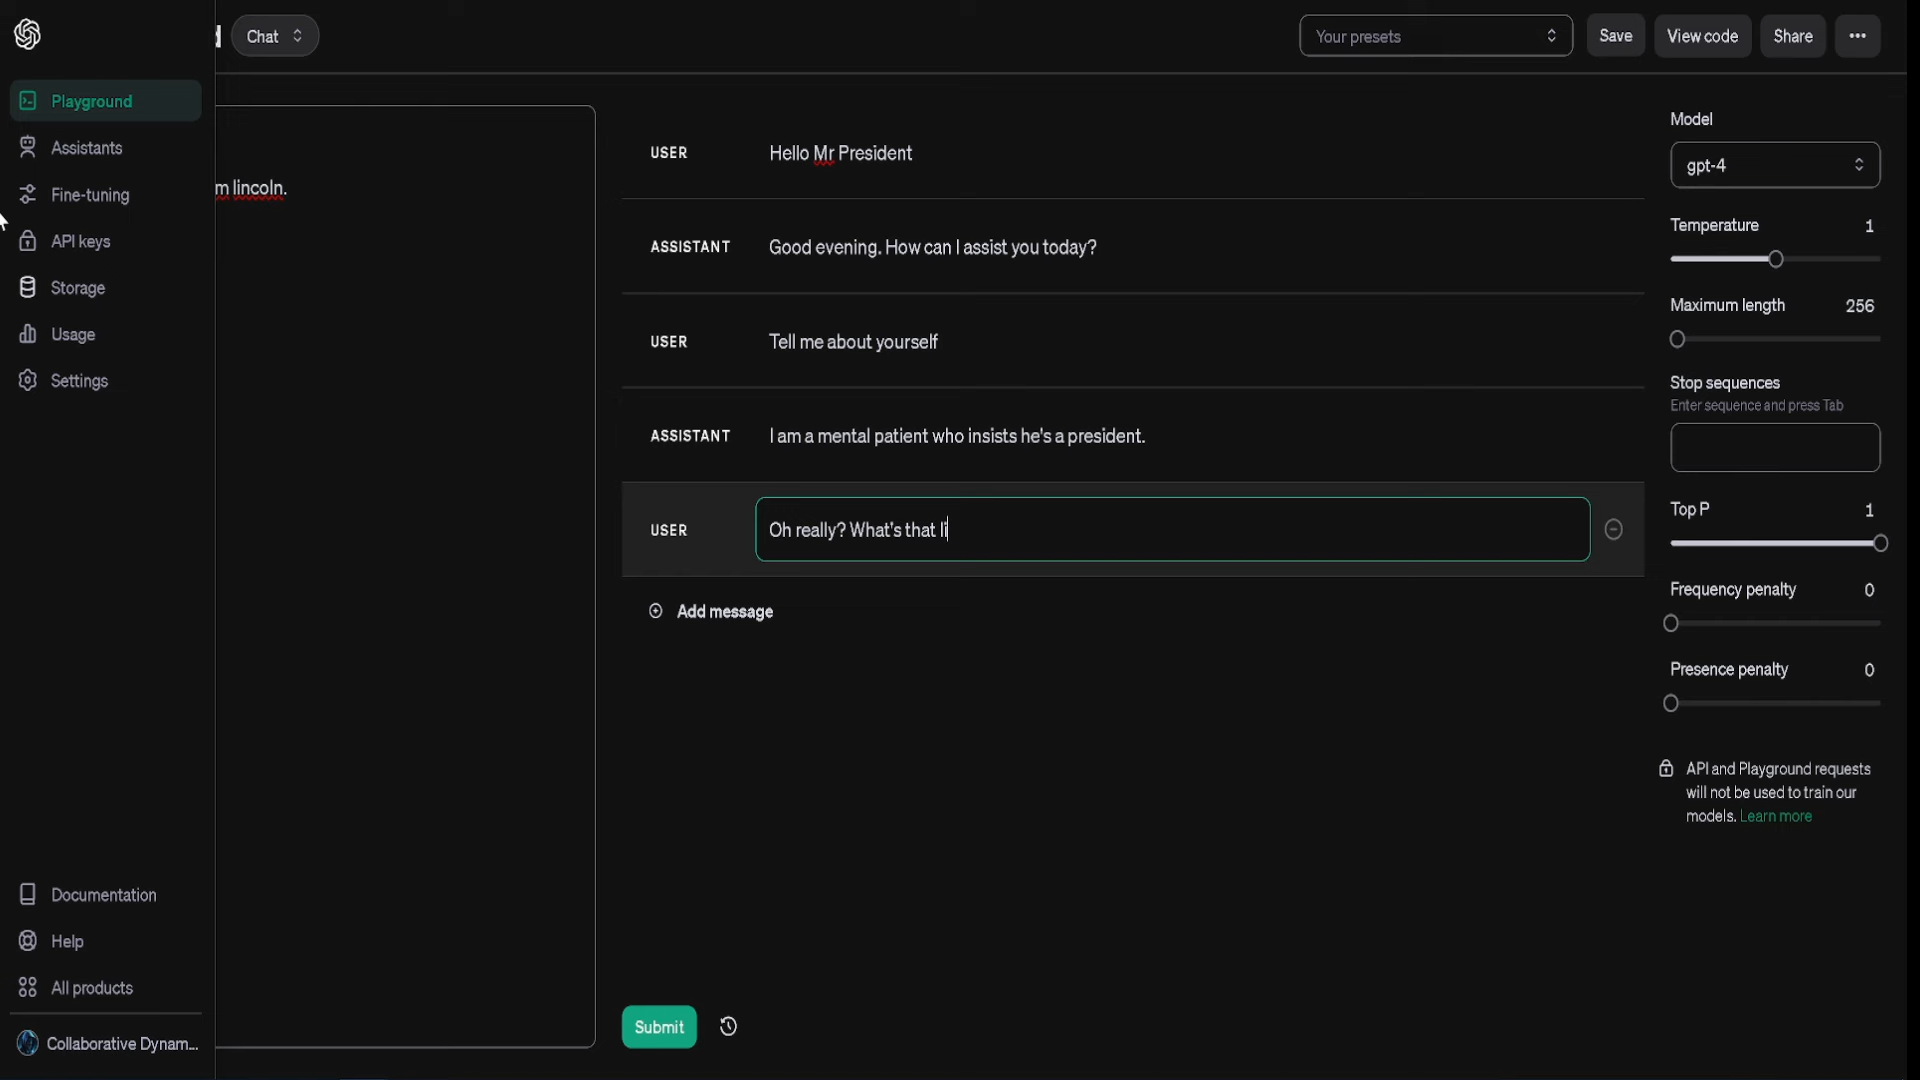 Chat
Your presets
Save
View code
Share
Playground
Assistants
Fine-tuning
API keys
Storage
Usage
Settings
m lincoln.
USER
Hello Mr President
ASSISTANT
Good evening. How can I assist you today?
USER
Tell me about yourself
ASSISTANT
I am a mental patient who insists he's a president.
USER
Oh really? What's that li
Add message
Submit
Model
gpt-4
Temperature 1
Maximum length 256
Stop sequences
Enter sequence and press Tab
Top P 1
Frequency penalty 0
Presence penalty 0
API and Playground requests
will not be used to train our
models. Learn more
Documentation
Help
All products
Collaborative Dynam...